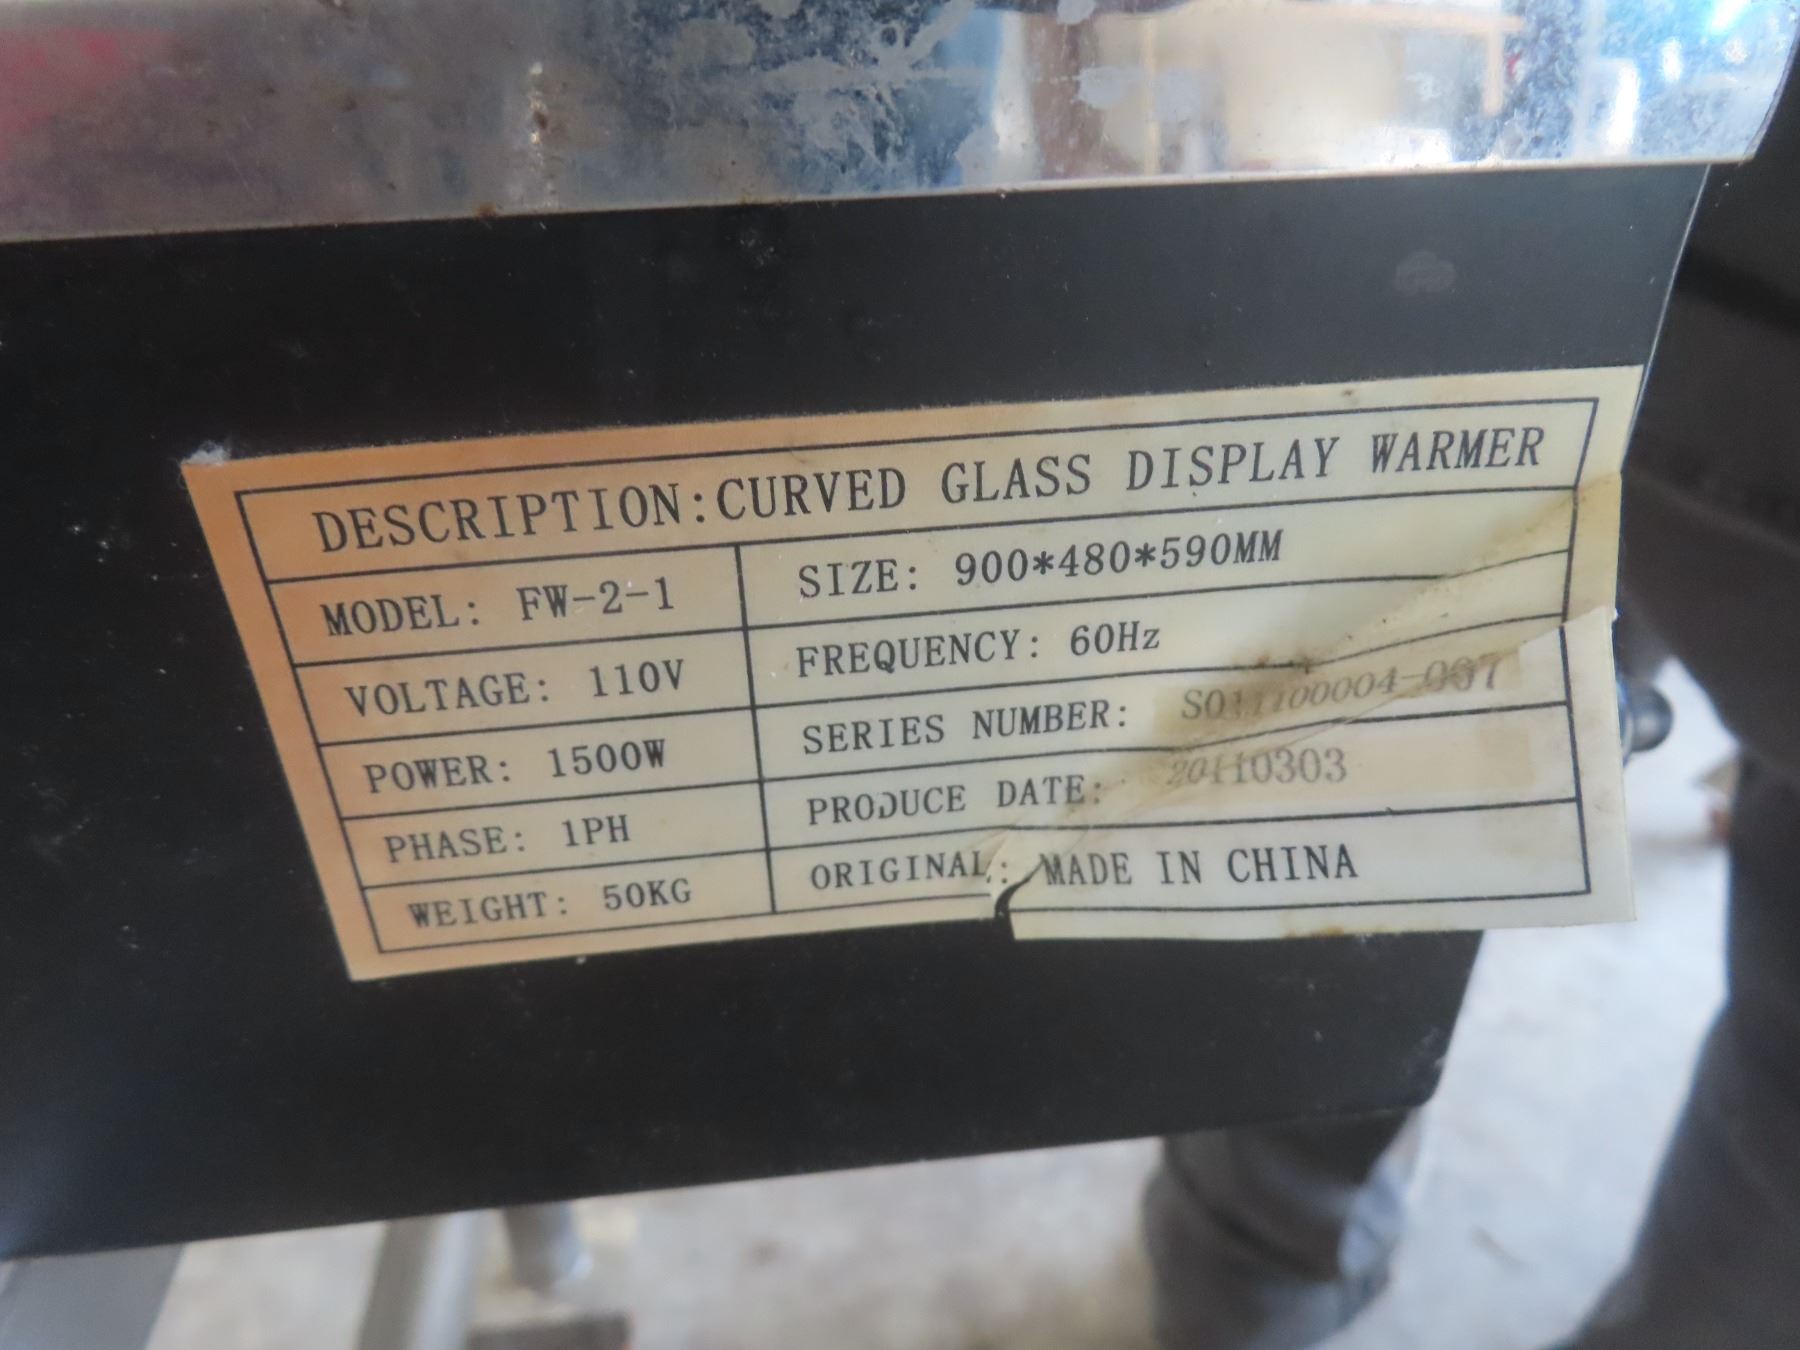 DESCRIPTION:CURVED GLASS DISPLAY WARMER
MODEL: FW-2-1
SIZE: 900*480*590MM
VOLTAGE: 110V
FREQUENCY: 60Hz
POWER: 1500W
SERIES NUMBER:
PHASE: 1PH
PRODUCE DATE: 20110303
WEIGHT: 50KG
ORIGINAL: MADE IN CHINA